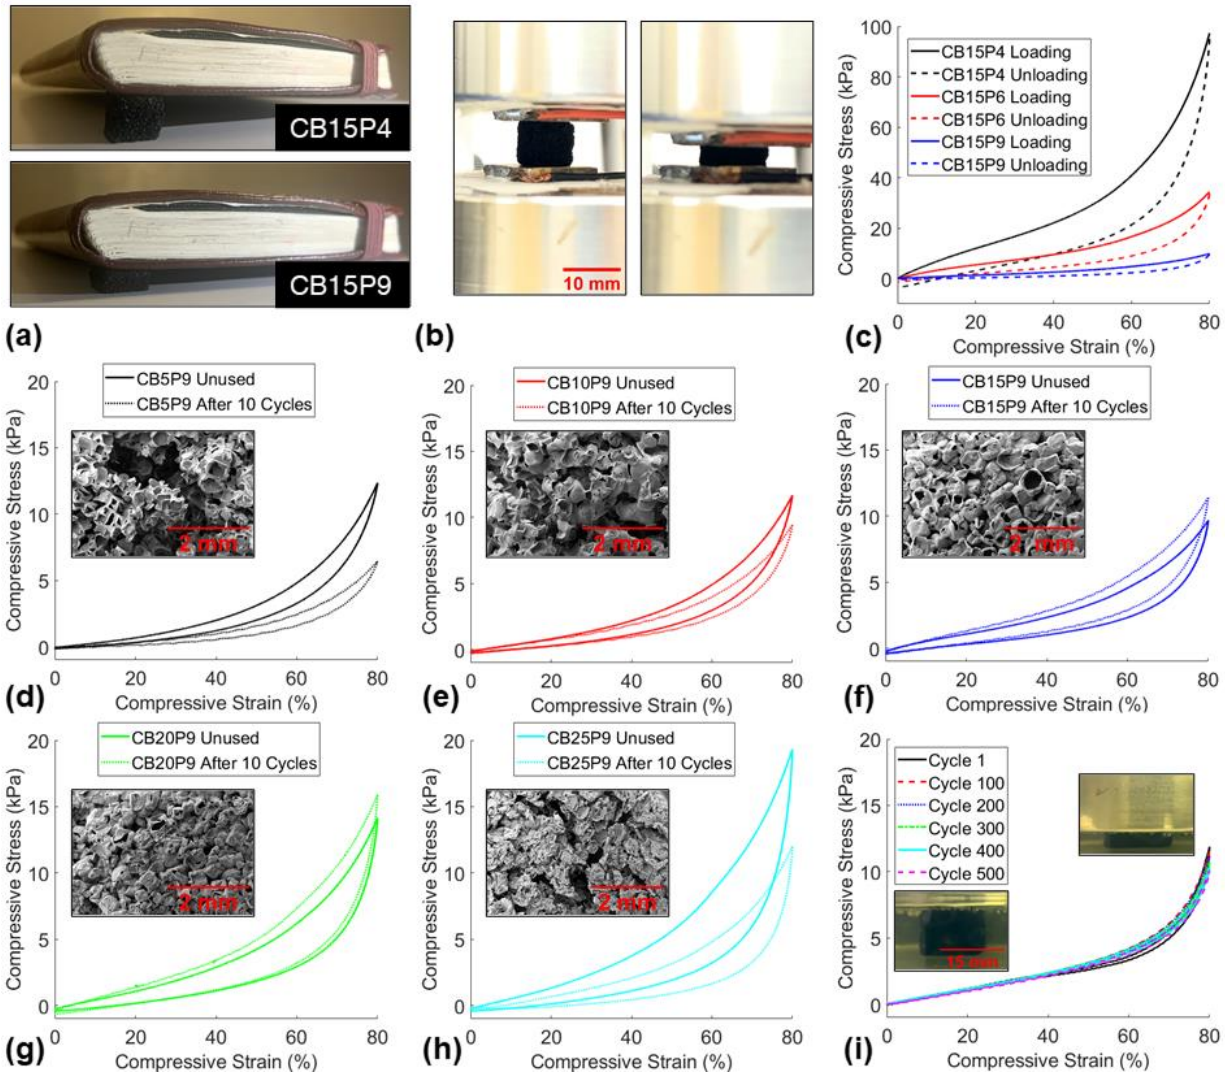 CB15P4
CB15P9
(a)
10 mm
(b)
100
80
60
40
20
0
Compressive Stress (kPa)
CB15P4 Loading
CB15P4 Unloading
CB15P6 Loading
CB15P6 Unloading
CB15P9 Loading
CB15P9 Unloading
0 20 40 60 80
Compressive Strain (%)
(c)
20
15
10
5
0
Compressive Stress (kPa)
CB5P9 Unused
CB5P9 After 10 Cycles
2 mm
0 20 40 60 80
Compressive Strain (%)
(d)
20
15
10
5
0
Compressive Stress (kPa)
CB10P9 Unused
CB10P9 After 10 Cycles
2 mm
0 20 40 60 80
Compressive Strain (%)
(e)
20
15
10
5
0
Compressive Stress (kPa)
CB15P9 Unused
CB15P9 After 10 Cycles
2 mm
0 20 40 60 80
Compressive Strain (%)
(f)
20
15
10
5
0
Compressive Stress (kPa)
CB20P9 Unused
CB20P9 After 10 Cycles
2 mm
0 20 40 60 80
Compressive Strain (%)
(g)
20
15
10
5
0
Compressive Stress (kPa)
CB25P9 Unused
CB25P9 After 10 Cycles
2 mm
0 20 40 60 80
Compressive Strain (%)
(h)
20
15
10
5
0
Compressive Stress (kPa)
Cycle 1
Cycle 100
Cycle 200
Cycle 300
Cycle 400
Cycle 500
15 mm
0 20 40 60 80
Compressive Strain (%)
(i)